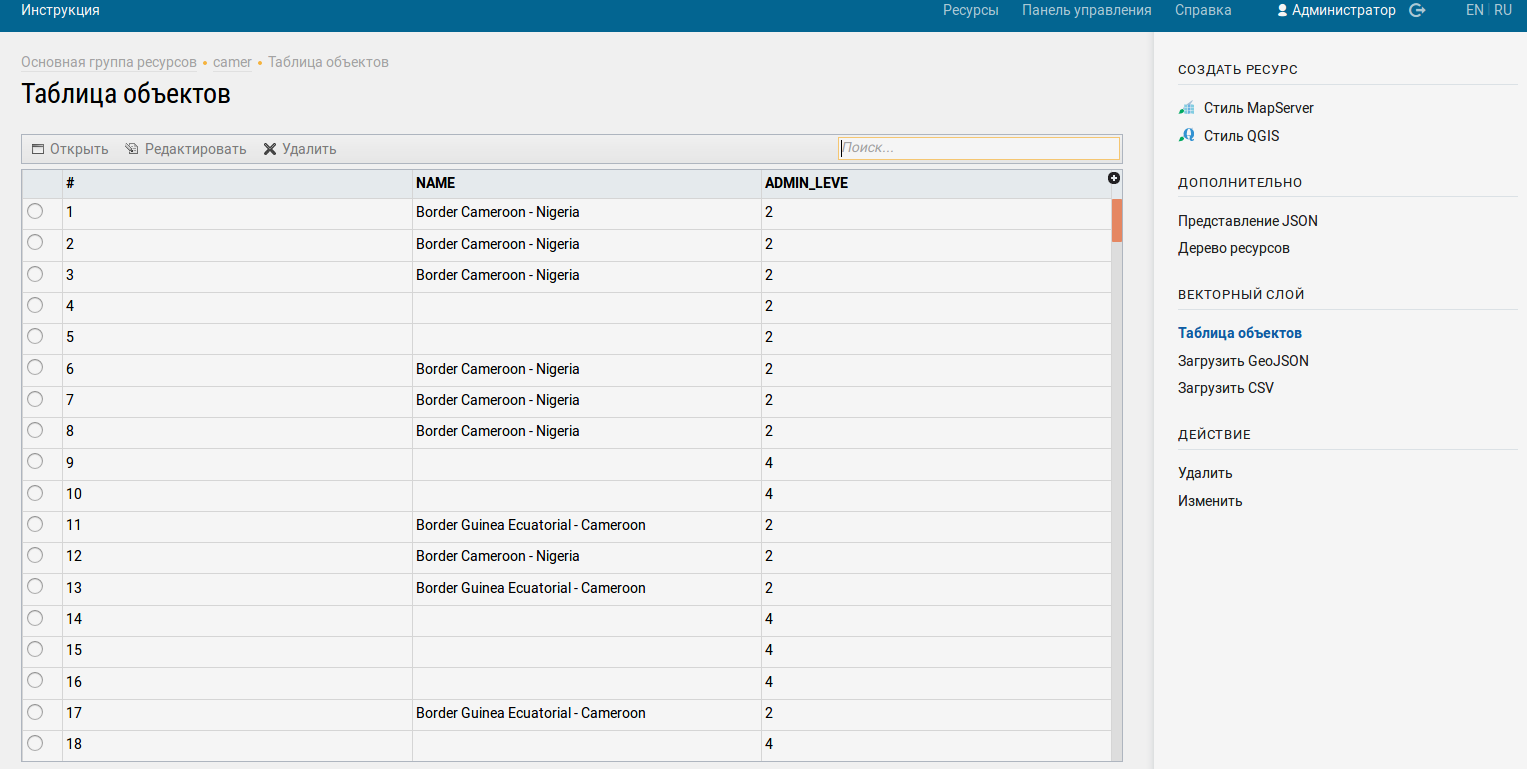 Инструкция
Ресурсы Панель управления Справка Администратор EN | RU
Основная группа ресурсов • camer • Таблица объектов
Таблица объектов
Открыть Редактировать Удалить Поиск...
# NAME ADMIN_LEVE
1 Border Cameroon - Nigeria 2
2 Border Cameroon - Nigeria 2
3 Border Cameroon - Nigeria 2
4 2
5 2
6 Border Cameroon - Nigeria 2
7 Border Cameroon - Nigeria 2
8 Border Cameroon - Nigeria 2
9 4
10 4
11 Border Guinea Ecuatorial - Cameroon 2
12 Border Cameroon - Nigeria 2
13 Border Guinea Ecuatorial - Cameroon 2
14 4
15 4
16 4
17 Border Guinea Ecuatorial - Cameroon 2
18 4
СОЗДАТЬ РЕСУРС
Стиль MapServer
Стиль QGIS
ДОПОЛНИТЕЛЬНО
Представление JSON
Дерево ресурсов
ВЕКТОРНЫЙ СЛОЙ
Таблица объектов
Загрузить GeoJSON
Загрузить CSV
ДЕЙСТВИЕ
Удалить
Изменить